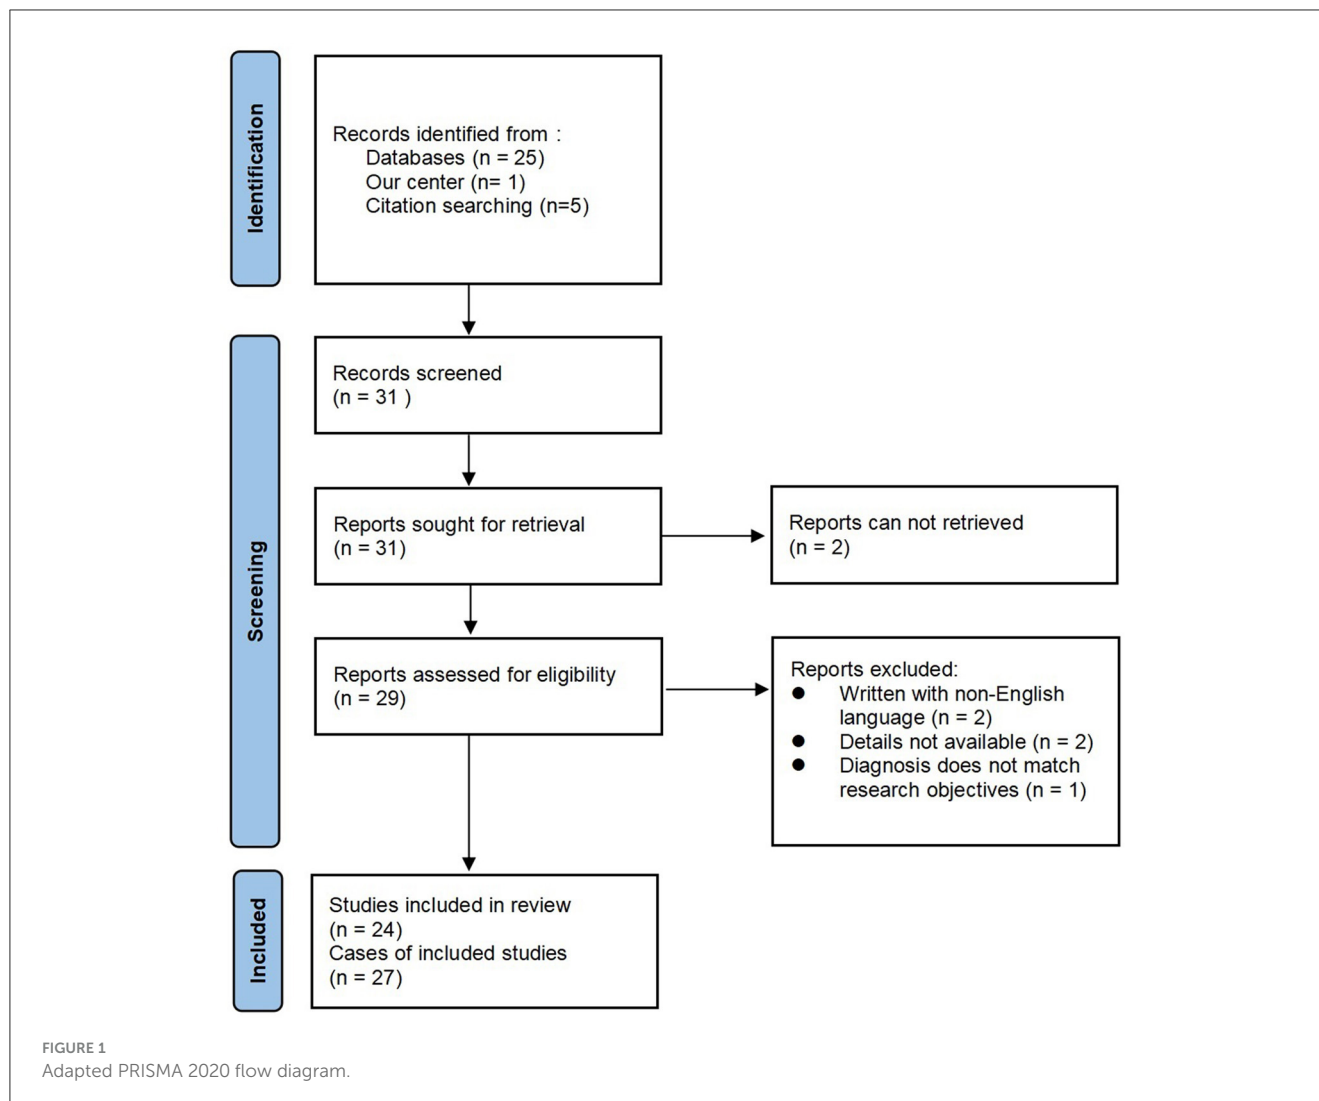 Identification
Records identified from :
Databases (n = 25)
Our center (n= 1)
Citation searching (n=5)
Screening
Records screened
(n = 31 )
Reports sought for retrieval
(n = 31)
Reports can not retrieved
(n = 2)
Reports assessed for eligibility
(n = 29)
Reports excluded:
● Written with non-English
language (n = 2)
● Details not available (n = 2)
● Diagnosis does not match
research objectives (n = 1)
Included
Studies included in review
(n = 24)
Cases of included studies
(n = 27)
FIGURE 1
Adapted PRISMA 2020 flow diagram.